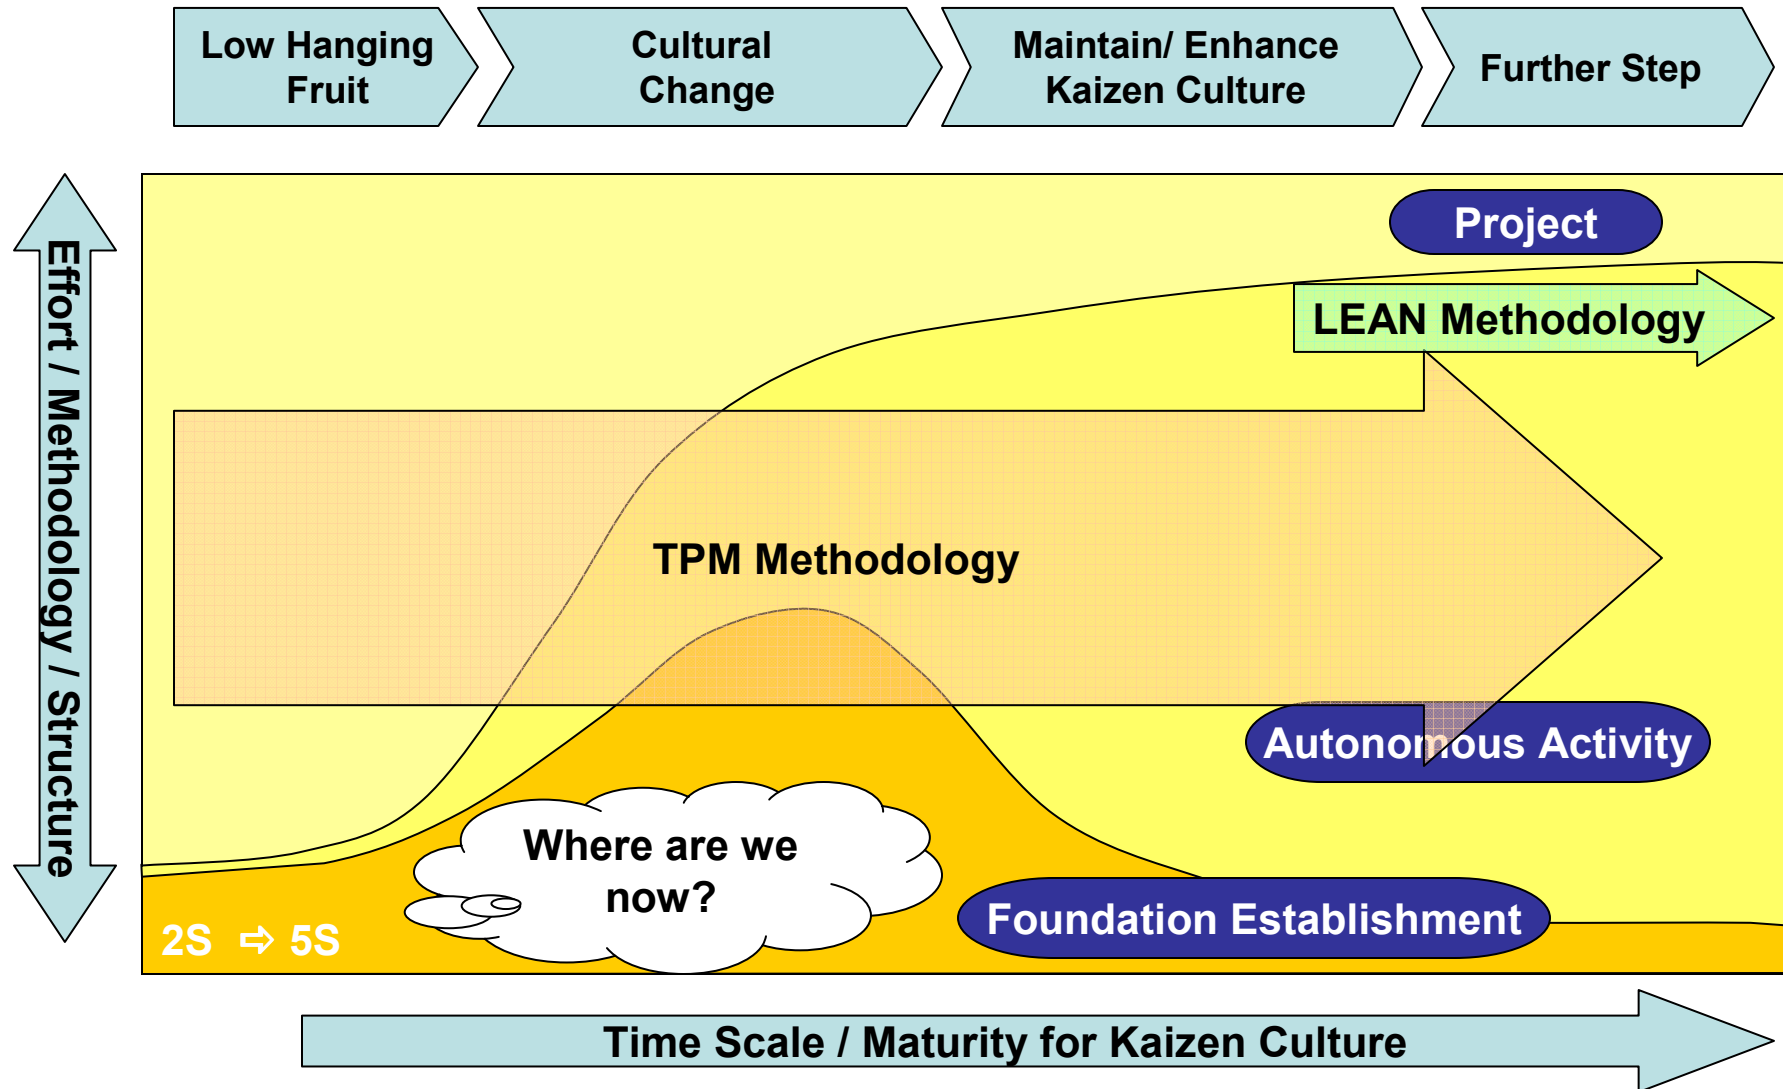 Low Hanging
Fruit
Cultural
Change
Maintain/ Enhance
Kaizen Culture
Further Step
Effort / Methodology / Structure
Project
LEAN Methodology
TPM Methodology
Autonomous Activity
Where are we
now?
Foundation Establishment
2S ⇨ 5S
Time Scale / Maturity for Kaizen Culture